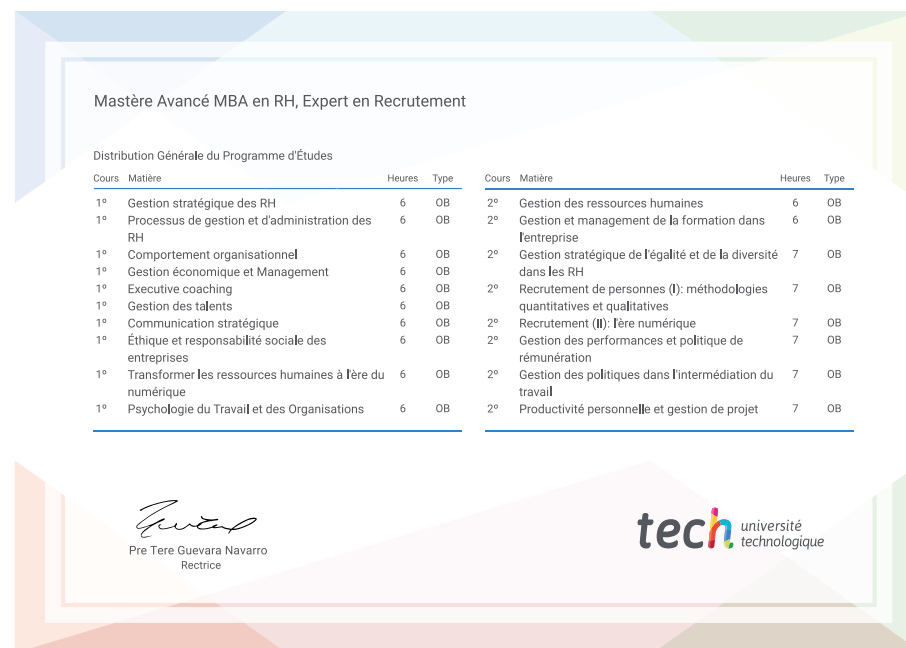 Mastère Avancé MBA en RH, Expert en Recrutement
Distribution Générale du Programme d'Études
Cours Matière Heures Type
1º Gestion stratégique des RH 6 OB
1º Processus de gestion et d'administration des 6 OB
RH
1º Comportement organisationnel 6 OB
1º Gestion économique et Management 6 OB
1º Executive coaching 6 OB
1º Gestion des talents 6 OB
1º Communication stratégique 6 OB
1º Éthique et responsabilité sociale des 6 OB
entreprises
1º Transformer les ressources humaines à l'ère du 6 OB
numérique
1º Psychologie du Travail et des Organisations 6 OB
Cours Matière Heures Type
2º Gestion des ressources humaines 6 OB
2º Gestion et management de la formation dans 6 OB
l'entreprise
2º Gestion stratégique de l'égalité et de la diversité 7 OB
dans les RH
2º Recrutement de personnes (I): méthodologies 7 OB
quantitatives et qualitatives
2º Recrutement (II): l'ère numérique 7 OB
2º Gestion des performances et politique de 7 OB
rémunération
2º Gestion des politiques dans l'intermédiation du 7 OB
travail
2º Productivité personnelle et gestion de projet 7 OB
Pre Tere Guevara Navarro
Rectrice
tech université
technologique